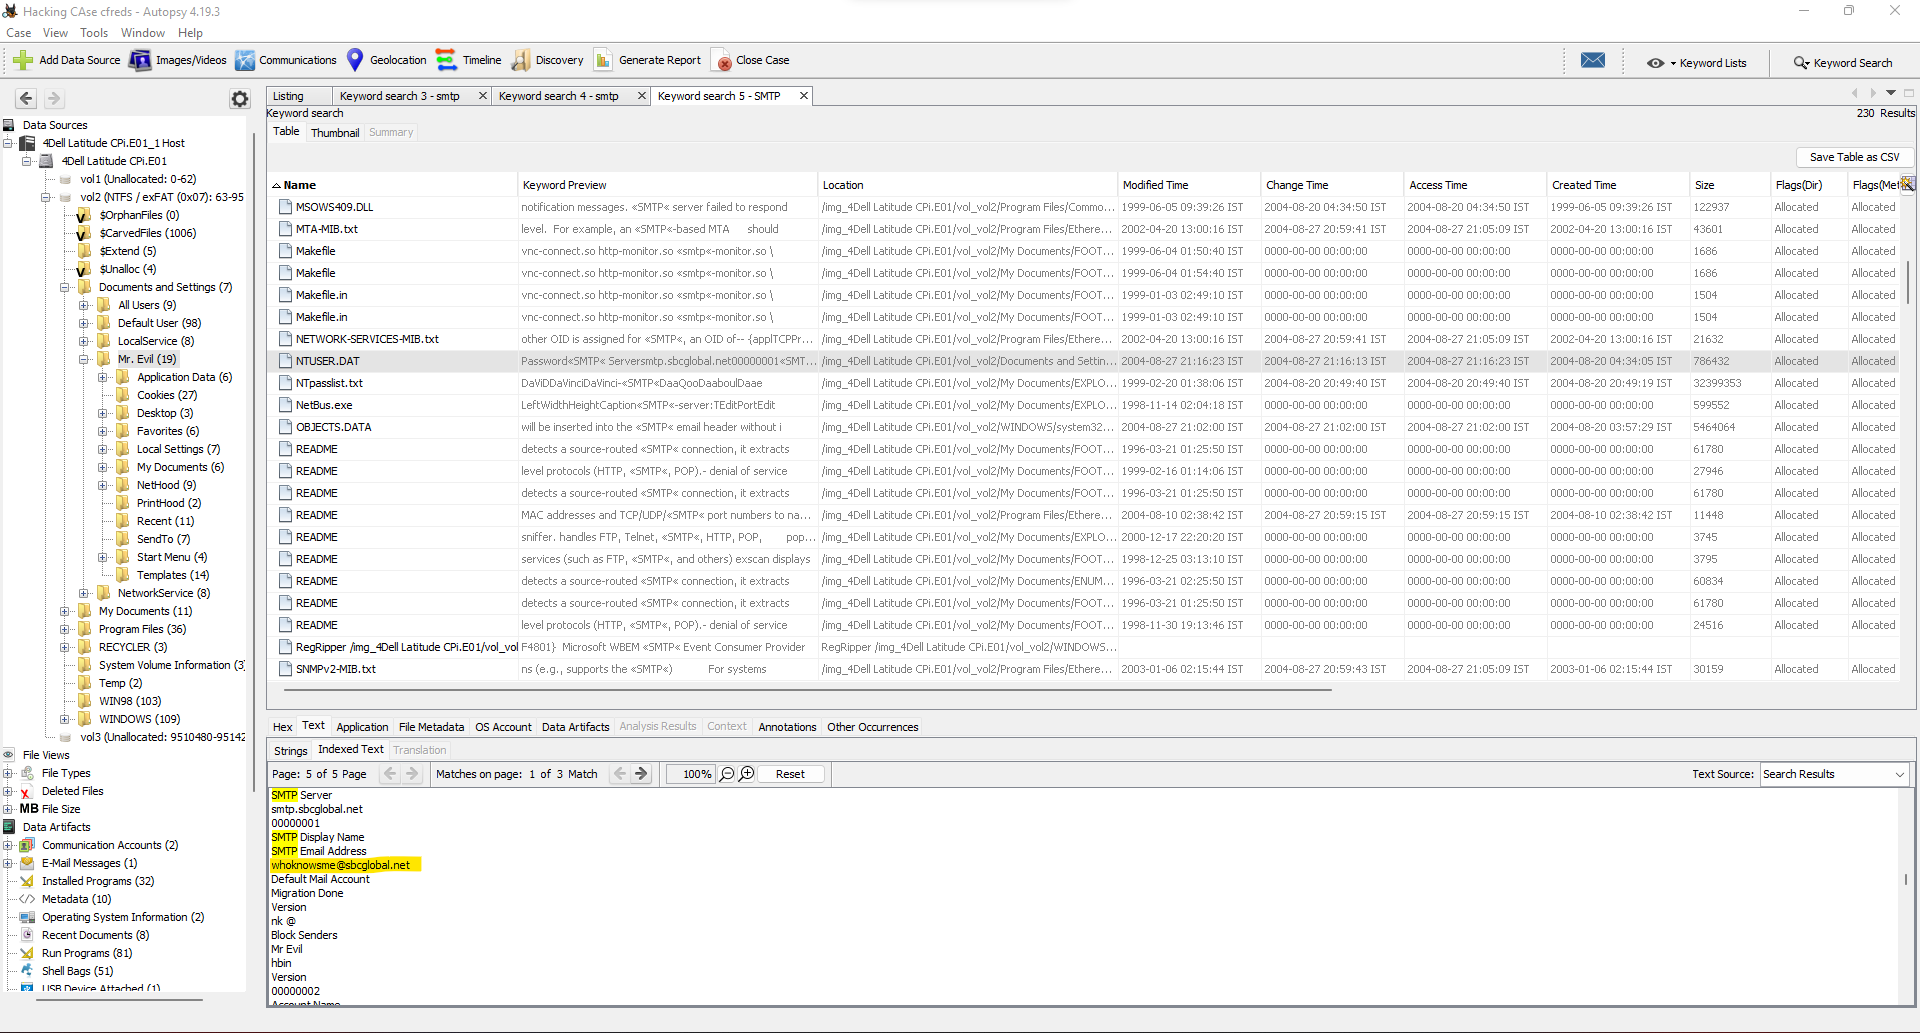 Hacking CAse cfreds - Autopsy 4.19.3
Case View Tools Window Help
Add Data Source Images/Videos Communications Geolocation Timeline Discovery Generate Report Close Case Keyword Lists Keyword Search
Listing Keyword search 3 - smtp Keyword search 4 - smtp Keyword search 5 - SMTP
Keyword search 230 Results
Table Thumbnail Summary
Save Table as CSV
Data Sources
4Dell Latitude CPi.E01_1 Host
4Dell Latitude CPi.E01
vol1 (Unallocated: 0-62)
vol2 (NTFS / exFAT (0x07): 63-95
$OrphanFiles (0)
$CarvedFiles (1006)
$Extend (5)
$Unalloc (4)
Documents and Settings (7)
All Users (9)
Default User (98)
LocalService (8)
Mr. Evil (19)
Application Data (6)
Cookies (27)
Desktop (3)
Favorites (6)
Local Settings (7)
My Documents (6)
NetHood (9)
PrintHood (2)
Recent (11)
SendTo (7)
Start Menu (4)
Templates (14)
NetworkService (8)
My Documents (11)
Program Files (36)
RECYCLER (3)
System Volume Information (3)
Temp (2)
WIN98 (103)
WINDOWS (109)
vol3 (Unallocated: 9510480-95142
File Views
File Types
Deleted Files
MB File Size
Data Artifacts
Communication Accounts (2)
E-Mail Messages (1)
Installed Programs (32)
Metadata (10)
Operating System Information (2)
Recent Documents (8)
Run Programs (81)
Shell Bags (51)
USB Device Attached (1)
Name Keyword Preview Location Modified Time Change Time Access Time Created Time Size Flags(Dir) Flags(Met
MSOWS409.DLL notification messages. «SMTP« server failed to respond /img_4Dell Latitude CPi.E01/vol_vol2/Program Files/Commo... 1999-06-05 09:39:26 IST 2004-08-20 04:34:50 IST 2004-08-20 04:34:50 IST 1999-06-05 09:39:26 IST 122937 Allocated Allocated
MTA-MIB.txt level. For example, an «SMTP«-based MTA should /img_4Dell Latitude CPi.E01/vol_vol2/Program Files/Ethere... 2002-04-20 13:00:16 IST 2004-08-27 20:59:41 IST 2004-08-27 21:05:09 IST 2002-04-20 13:00:16 IST 43601 Allocated Allocated
Makefile vnc-connect.so http-monitor.so «smtp«-monitor.so \ /img_4Dell Latitude CPi.E01/vol_vol2/My Documents/FOOT... 1999-06-04 01:50:40 IST 0000-00-00 00:00:00 0000-00-00 00:00:00 0000-00-00 00:00:00 1686 Allocated Allocated
Makefile vnc-connect.so http-monitor.so «smtp«-monitor.so \ /img_4Dell Latitude CPi.E01/vol_vol2/My Documents/FOOT... 1999-06-04 01:54:40 IST 0000-00-00 00:00:00 0000-00-00 00:00:00 0000-00-00 00:00:00 1686 Allocated Allocated
Makefile.in vnc-connect.so http-monitor.so «smtp«-monitor.so \ /img_4Dell Latitude CPi.E01/vol_vol2/My Documents/FOOT... 1999-01-03 02:49:10 IST 0000-00-00 00:00:00 0000-00-00 00:00:00 0000-00-00 00:00:00 1504 Allocated Allocated
Makefile.in vnc-connect.so http-monitor.so «smtp«-monitor.so \ /img_4Dell Latitude CPi.E01/vol_vol2/My Documents/FOOT... 1999-01-03 02:49:10 IST 0000-00-00 00:00:00 0000-00-00 00:00:00 0000-00-00 00:00:00 1504 Allocated Allocated
NETWORK-SERVICES-MIB.txt other OID is assigned for «SMTP«, an OID of-- {applTCPPr... /img_4Dell Latitude CPi.E01/vol_vol2/Program Files/Ethere... 2002-04-20 13:00:16 IST 2004-08-27 20:59:41 IST 2004-08-27 21:05:09 IST 2002-04-20 13:00:16 IST 21632 Allocated Allocated
NTUSER.DAT Password«SMTP« Serversmtp.sbcglobal.net00000001«SMT... /img_4Dell Latitude CPi.E01/vol_vol2/Documents and Settin... 2004-08-27 21:16:23 IST 2004-08-27 21:16:13 IST 2004-08-27 21:16:23 IST 2004-08-20 04:34:05 IST 786432 Allocated Allocated
NTpasslist.txt DaViDDaVinciDaVinci-«SMTP«DaaQooDaaboulDaae /img_4Dell Latitude CPi.E01/vol_vol2/My Documents/EXPLO... 1999-02-20 01:38:06 IST 2004-08-20 20:49:40 IST 2004-08-20 20:49:40 IST 2004-08-20 20:49:19 IST 32399353 Allocated Allocated
NetBus.exe LeftWidthHeightCaption«SMTP«-server:TEditPortEdit /img_4Dell Latitude CPi.E01/vol_vol2/My Documents/EXPLO... 1998-11-14 02:04:18 IST 0000-00-00 00:00:00 0000-00-00 00:00:00 0000-00-00 00:00:00 599552 Allocated Allocated
OBJECTS.DATA will be inserted into the «SMTP« email header without i /img_4Dell Latitude CPi.E01/vol_vol2/WINDOWS/system32... 2004-08-27 21:02:00 IST 2004-08-27 21:02:00 IST 2004-08-27 21:02:00 IST 2004-08-20 03:57:29 IST 5464064 Allocated Allocated
README detects a source-routed «SMTP« connection, it extracts /img_4Dell Latitude CPi.E01/vol_vol2/My Documents/FOOT... 1996-03-21 01:25:50 IST 0000-00-00 00:00:00 0000-00-00 00:00:00 0000-00-00 00:00:00 61780 Allocated Allocated
README level protocols (HTTP, «SMTP«, POP).- denial of service /img_4Dell Latitude CPi.E01/vol_vol2/My Documents/FOOT... 1999-02-16 01:14:06 IST 0000-00-00 00:00:00 0000-00-00 00:00:00 0000-00-00 00:00:00 27946 Allocated Allocated
README detects a source-routed «SMTP« connection, it extracts /img_4Dell Latitude CPi.E01/vol_vol2/My Documents/FOOT... 1996-03-21 01:25:50 IST 0000-00-00 00:00:00 0000-00-00 00:00:00 0000-00-00 00:00:00 61780 Allocated Allocated
README MAC addresses and TCP/UDP/«SMTP« port numbers to na... /img_4Dell Latitude CPi.E01/vol_vol2/Program Files/Ethere... 2004-08-10 02:38:42 IST 2004-08-27 20:59:15 IST 2004-08-27 20:59:15 IST 2004-08-10 02:38:42 IST 11448 Allocated Allocated
README sniffer. handles FTP, Telnet, «SMTP«, HTTP, POP, pop... /img_4Dell Latitude CPi.E01/vol_vol2/My Documents/EXPLO... 2000-12-17 22:20:20 IST 0000-00-00 00:00:00 0000-00-00 00:00:00 0000-00-00 00:00:00 3745 Allocated Allocated
README services (such as FTP, «SMTP«, and others) exscan displays /img_4Dell Latitude CPi.E01/vol_vol2/My Documents/FOOT... 1998-12-25 03:13:10 IST 0000-00-00 00:00:00 0000-00-00 00:00:00 0000-00-00 00:00:00 3795 Allocated Allocated
README detects a source-routed «SMTP« connection, it extracts /img_4Dell Latitude CPi.E01/vol_vol2/My Documents/ENUM... 1996-03-21 02:25:50 IST 0000-00-00 00:00:00 0000-00-00 00:00:00 0000-00-00 00:00:00 60834 Allocated Allocated
README detects a source-routed «SMTP« connection, it extracts /img_4Dell Latitude CPi.E01/vol_vol2/My Documents/FOOT... 1996-03-21 01:25:50 IST 0000-00-00 00:00:00 0000-00-00 00:00:00 0000-00-00 00:00:00 61780 Allocated Allocated
README level protocols (HTTP, «SMTP«, POP).- denial of service /img_4Dell Latitude CPi.E01/vol_vol2/My Documents/FOOT... 1998-11-30 19:13:46 IST 0000-00-00 00:00:00 0000-00-00 00:00:00 0000-00-00 00:00:00 24516 Allocated Allocated
RegRipper /img_4Dell Latitude CPi.E01/vol_vol F4801} Microsoft WBEM «SMTP« Event Consumer Provider RegRipper /img_4Dell Latitude CPi.E01/vol_vol2/WINDOWS...
SNMPv2-MIB.txt ns (e.g., supports the «SMTP«) For systems /img_4Dell Latitude CPi.E01/vol_vol2/Program Files/Ethere... 2003-01-06 02:15:44 IST 2004-08-27 20:59:43 IST 2004-08-27 21:05:09 IST 2003-01-06 02:15:44 IST 30159 Allocated Allocated
Hex Text Application File Metadata OS Account Data Artifacts Analysis Results Context Annotations Other Occurrences
Strings Indexed Text Translation
Page: 5 of 5 Page Matches on page: 1 of 3 Match 100% Reset Text Source: Search Results
SMTP Server
smtp.sbcglobal.net
00000001
SMTP Display Name
SMTP Email Address
whoknowsme@sbcglobal.net
Default Mail Account
Migration Done
Version
nk @
Block Senders
Mr Evil
hbin
Version
00000002
Account Name